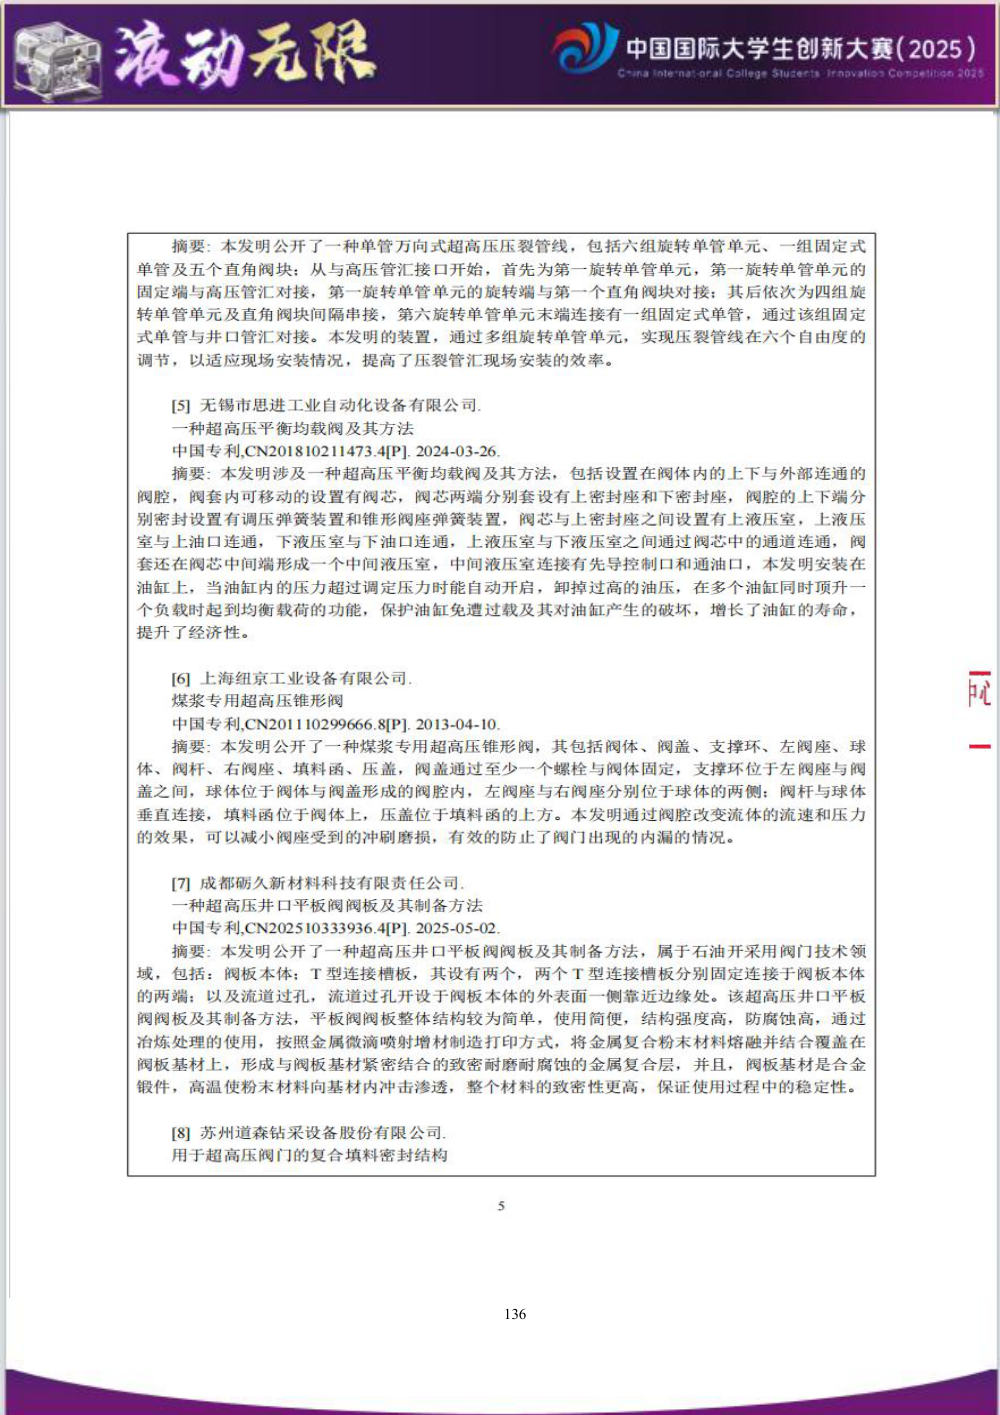 液动无限
中国国际大学生创新大赛(2025)
China International College Students' Innovation Competition 2025
摘要: 本发明公开了一种单管万向式超高压压裂管线，包括六组旋转单管单元、一组固定式
单管及五个直角阀块；从与高压管汇接口开始，首先为第一旋转单管单元，第一旋转单管单元的
固定端与高压管汇对接，第一旋转单管单元的旋转端与第一个直角阀块对接；其后依次为四组旋
转单管单元及直角阀块间隔串接，第六旋转单管单元末端连接有一组固定式单管，通过该组固定
式单管与井口管汇对接。本发明的装置，通过多组旋转单管单元，实现压裂管线在六个自由度的
调节，以适应现场安装情况，提高了压裂管汇现场安装的效率。
[5] 无锡市思进工业自动化设备有限公司.
一种超高压平衡均载阀及其方法
中国专利,CN201810211473.4[P]. 2024-03-26.
摘要: 本发明涉及一种超高压平衡均载阀及其方法，包括设置在阀体内的上下与外部连通的
阀腔，阀套内可移动的设置有阀芯，阀芯两端分别套设有上密封座和下密封座，阀腔的上下端分
别密封设置有调压弹簧装置和锥形阀座弹簧装置，阀芯与上密封座之间设置有上液压室，上液压
室与上油口连通，下液压室与下油口连通，上液压室与下液压室之间通过阀芯中的通道连通，阀
套还在阀芯中间端形成一个中间液压室，中间液压室连接有先导控制口和通油口，本发明安装在
油缸上，当油缸内的压力超过调定压力时能自动开启，卸掉过高的油压，在多个油缸同时顶升一
个负载时起到均衡载荷的功能，保护油缸免遭过载及其对油缸产生的破坏，增长了油缸的寿命，
提升了经济性。
[6] 上海纽京工业设备有限公司.
煤浆专用超高压锥形阀
中国专利,CN201110299666.8[P]. 2013-04-10.
摘要: 本发明公开了一种煤浆专用超高压锥形阀，其包括阀体、阀盖、支撑环、左阀座、球
体、阀杆、右阀座、填料函、压盖，阀盖通过至少一个螺栓与阀体固定，支撑环位于左阀座与阀
盖之间，球体位于阀体与阀盖形成的阀腔内，左阀座与右阀座分别位于球体的两侧；阀杆与球体
垂直连接，填料函位于阀体上，压盖位于填料函的上方。本发明通过阀腔改变流体的流速和压力
的效果，可以减小阀座受到的冲刷磨损，有效的防止了阀门出现的内漏的情况。
[7] 成都砺久新材料科技有限责任公司.
一种超高压井口平板阀阀板及其制备方法
中国专利,CN202510333936.4[P]. 2025-05-02.
摘要: 本发明公开了一种超高压井口平板阀阀板及其制备方法，属于石油开采用阀门技术领
域，包括：阀板本体；T 型连接槽板，其设有两个，两个 T 型连接槽板分别固定连接于阀板本体
的两端；以及流道过孔，流道过孔开设于阀板本体的外表面一侧靠近边缘处。该超高压井口平板
阀阀板及其制备方法，平板阀阀板整体结构较为简单，使用简便，结构强度高，防腐蚀高，通过
冶炼处理的使用，按照金属微滴喷射增材制造打印方式，将金属复合粉末材料熔融并结合覆盖在
阀板基材上，形成与阀板基材紧密结合的致密耐磨耐腐蚀的金属复合层，并且，阀板基材是合金
锻件，高温使粉末材料向基材内冲击渗透，整个材料的致密性更高，保证使用过程中的稳定性。
[8] 苏州道森钻采设备股份有限公司.
用于超高压阀门的复合填料密封结构
5
136
中心